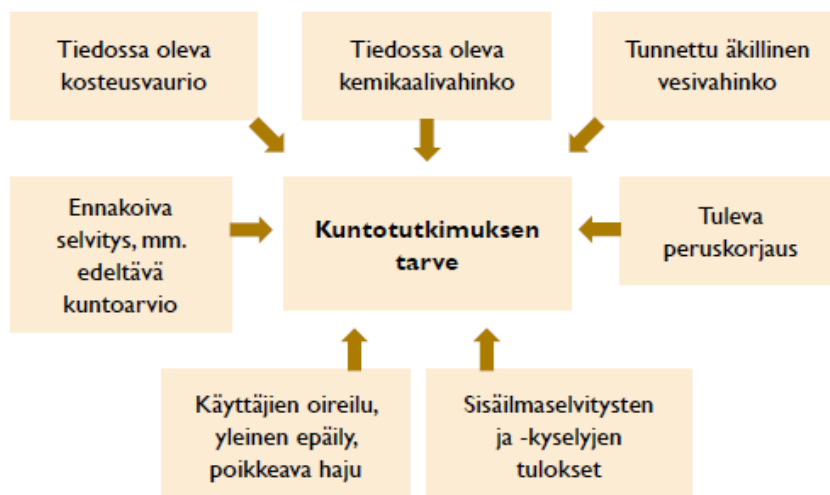 Tiedossa oleva
kosteusvaurio
Tiedossa oleva
kemikaalivahinko
Tunnettu äkillinen
vesivahinko
Ennakoiva
selvitys, mm.
edeltävä
kuntoarvio
Kuntotutkimuksen
tarve
Tuleva
peruskorjaus
Käyttäjien oireilu,
yleinen epäily,
poikkeava haju
Sisäilmaselvitysten
ja -kyselyjen
tulokset